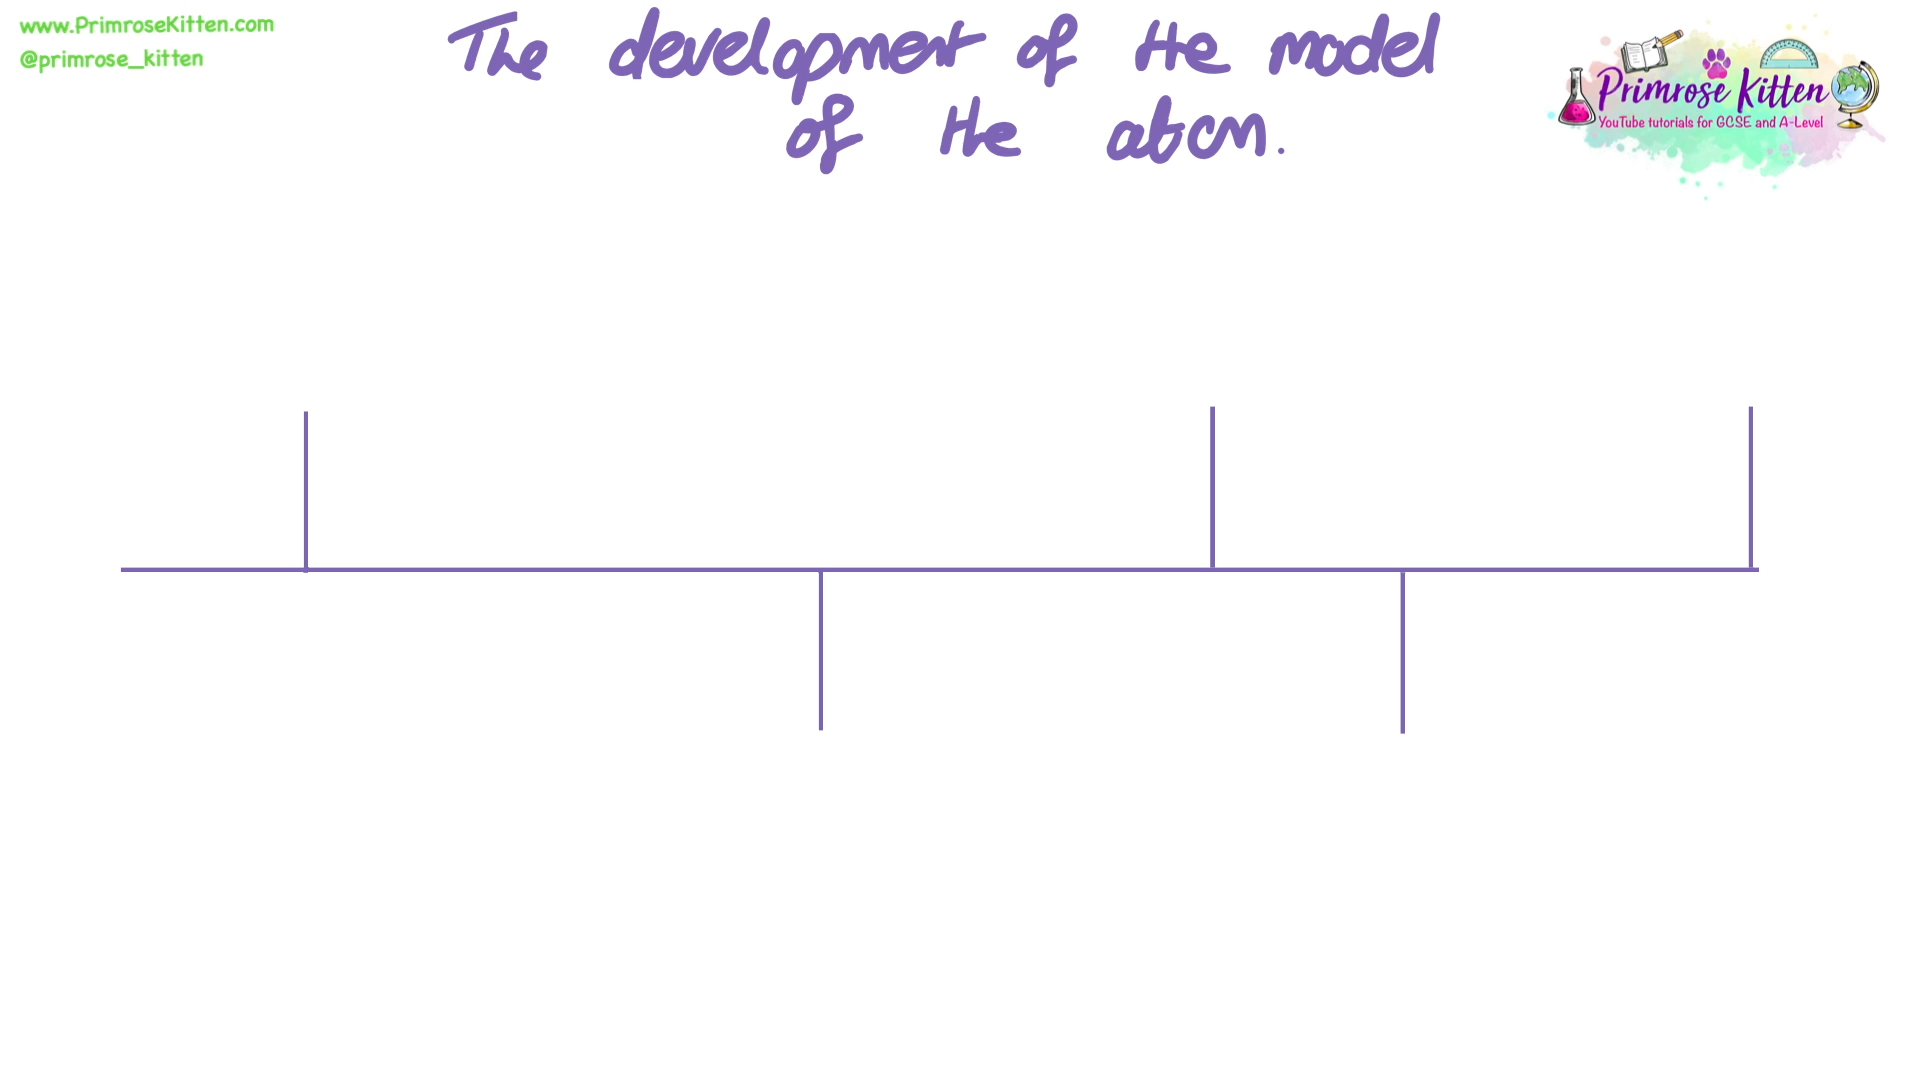 www.PrimroseKitten.com
@primrose_kitten
The development of the model
of the atom.
Primrose Kitten
YouTube tutorials for GCSE and A-Level